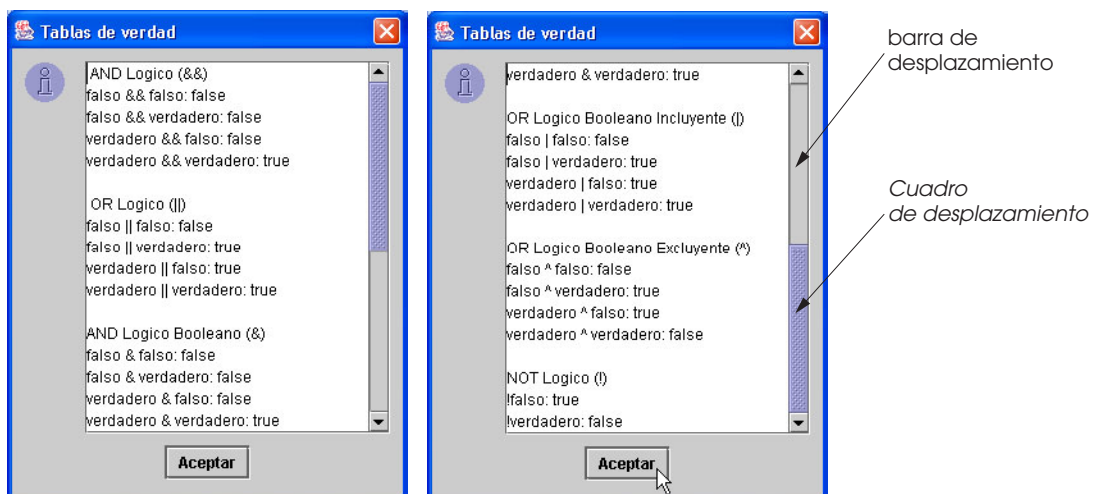 Tablas de verdad
AND Logico (&&)
falso && falso: false
falso && verdadero: false
verdadero && falso: false
verdadero && verdadero: true
OR Logico (||)
falso || falso: false
falso || verdadero: true
verdadero || falso: true
verdadero || verdadero: true
AND Logico Booleano (&)
falso & falso: false
falso & verdadero: false
verdadero & falso: false
verdadero & verdadero: true
Aceptar
Tablas de verdad
verdadero & verdadero: true
OR Logico Booleano Incluyente (|)
falso | falso: false
falso | verdadero: true
verdadero | falso: true
verdadero | verdadero: true
OR Logico Booleano Excluyente (^)
falso ^ falso: false
falso ^ verdadero: true
verdadero ^ falso: true
verdadero ^ verdadero: false
NOT Logico (!)
!falso: true
!verdadero: false
Aceptar
barra de
desplazamiento
Cuadro
de desplazamiento